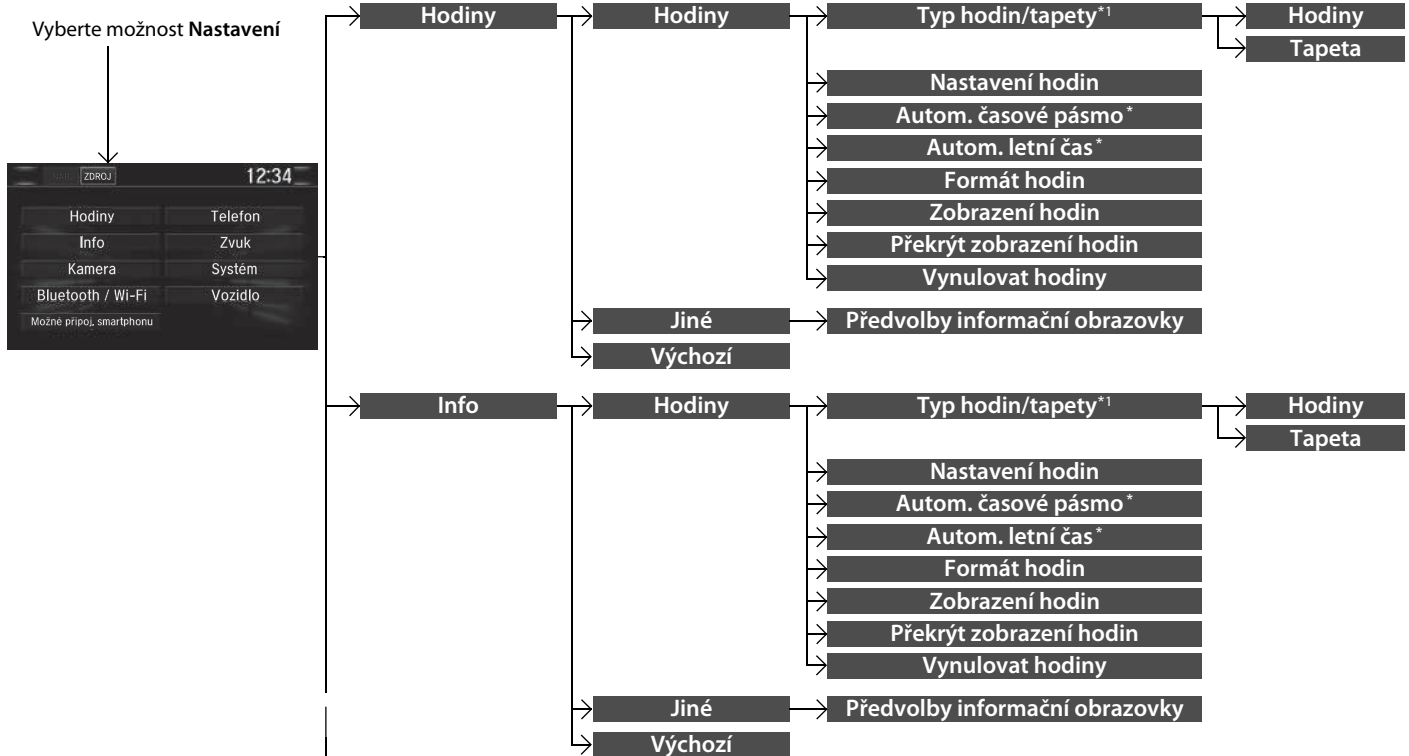 Vyberte možnost Nastavení
ZDROJ
12:34
Hodiny Telefon
Info Zvuk
Kamera Systém
Bluetooth / Wi-Fi Vozidlo
Možné připoj. smartphonu
Hodiny
Hodiny
Typ hodin/tapety*1
Hodiny
Tapeta
Nastavení hodin
Autom. časové pásmo*
Autom. letní čas*
Formát hodin
Zobrazení hodin
Překrýt zobrazení hodin
Vynulovat hodiny
Jiné
Předvolby informační obrazovky
Výchozí
Info
Hodiny
Typ hodin/tapety*1
Hodiny
Tapeta
Nastavení hodin
Autom. časové pásmo*
Autom. letní čas*
Formát hodin
Zobrazení hodin
Překrýt zobrazení hodin
Vynulovat hodiny
Jiné
Předvolby informační obrazovky
Výchozí